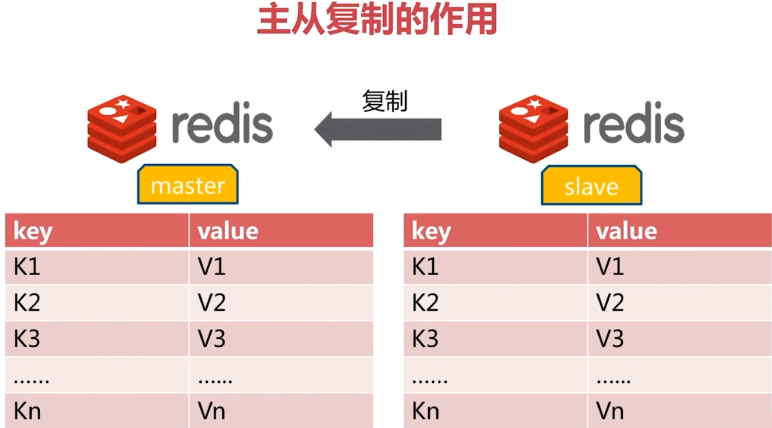 主从复制的作用
复制
redis redis
master slave
key value key value
K1 V1 K1 V1
K2 V2 K2 V2
K3 V3 K3 V3
...... ...... ...... ......
Kn Vn Kn Vn